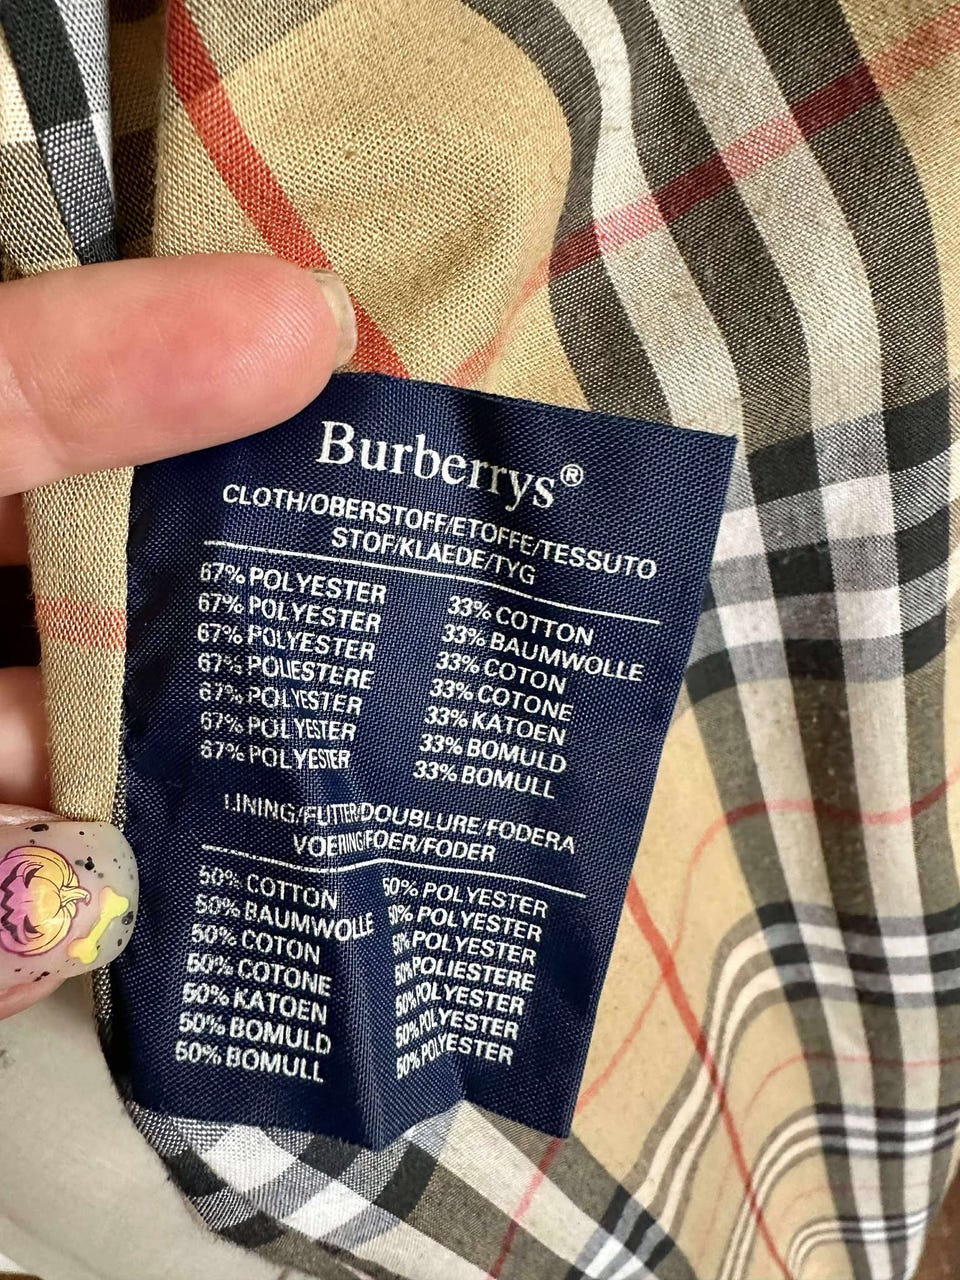 Burberrys®
CLOTH/OBERSTOFF/ETOFFE/TESSUTO
STOF/KLAEDE/TYG
67% POLYESTER 33% COTTON
67% POLYESTER 33% BAUMWOLLE
67% POLYESTER 33% COTON
67% POLIESTERE 33% COTONE
67% POLYESTER 33% KATOEN
67% POLYESTER 33% BOMULD
67% POLYESTER 33% BOMULL
LINING/FUTTER/DOUBLURE/FODERA
VOERING/FOER/FODER
50% COTTON 50% POLYESTER
50% BAUMWOLLE 50% POLYESTER
50% COTON 50% POLYESTER
50% COTONE 50% POLIESTERE
50% KATOEN 50% POLYESTER
50% BOMULD 50% POLYESTER
50% BOMULL 50% POLYESTER